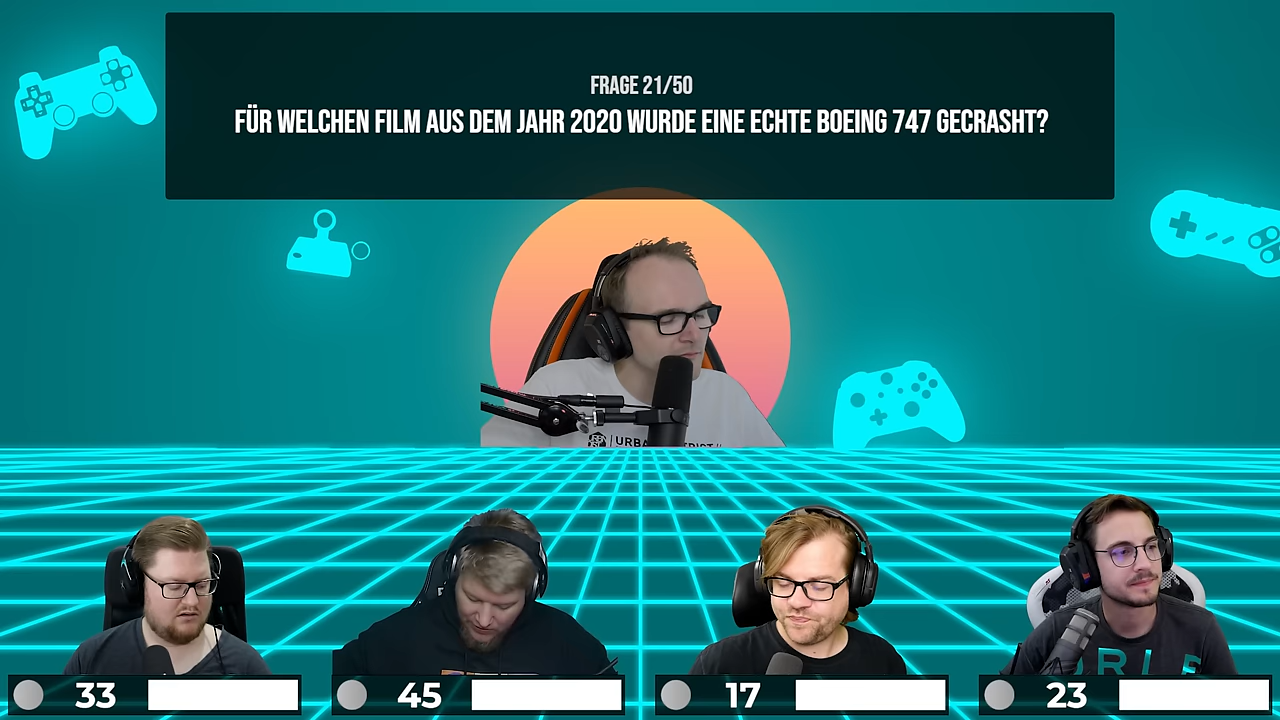 FRAGE 21/50
FÜR WELCHEN FILM AUS DEM JAHR 2020 WURDE EINE ECHTE BOEING 747 GECRASHT?
33
45
17
23